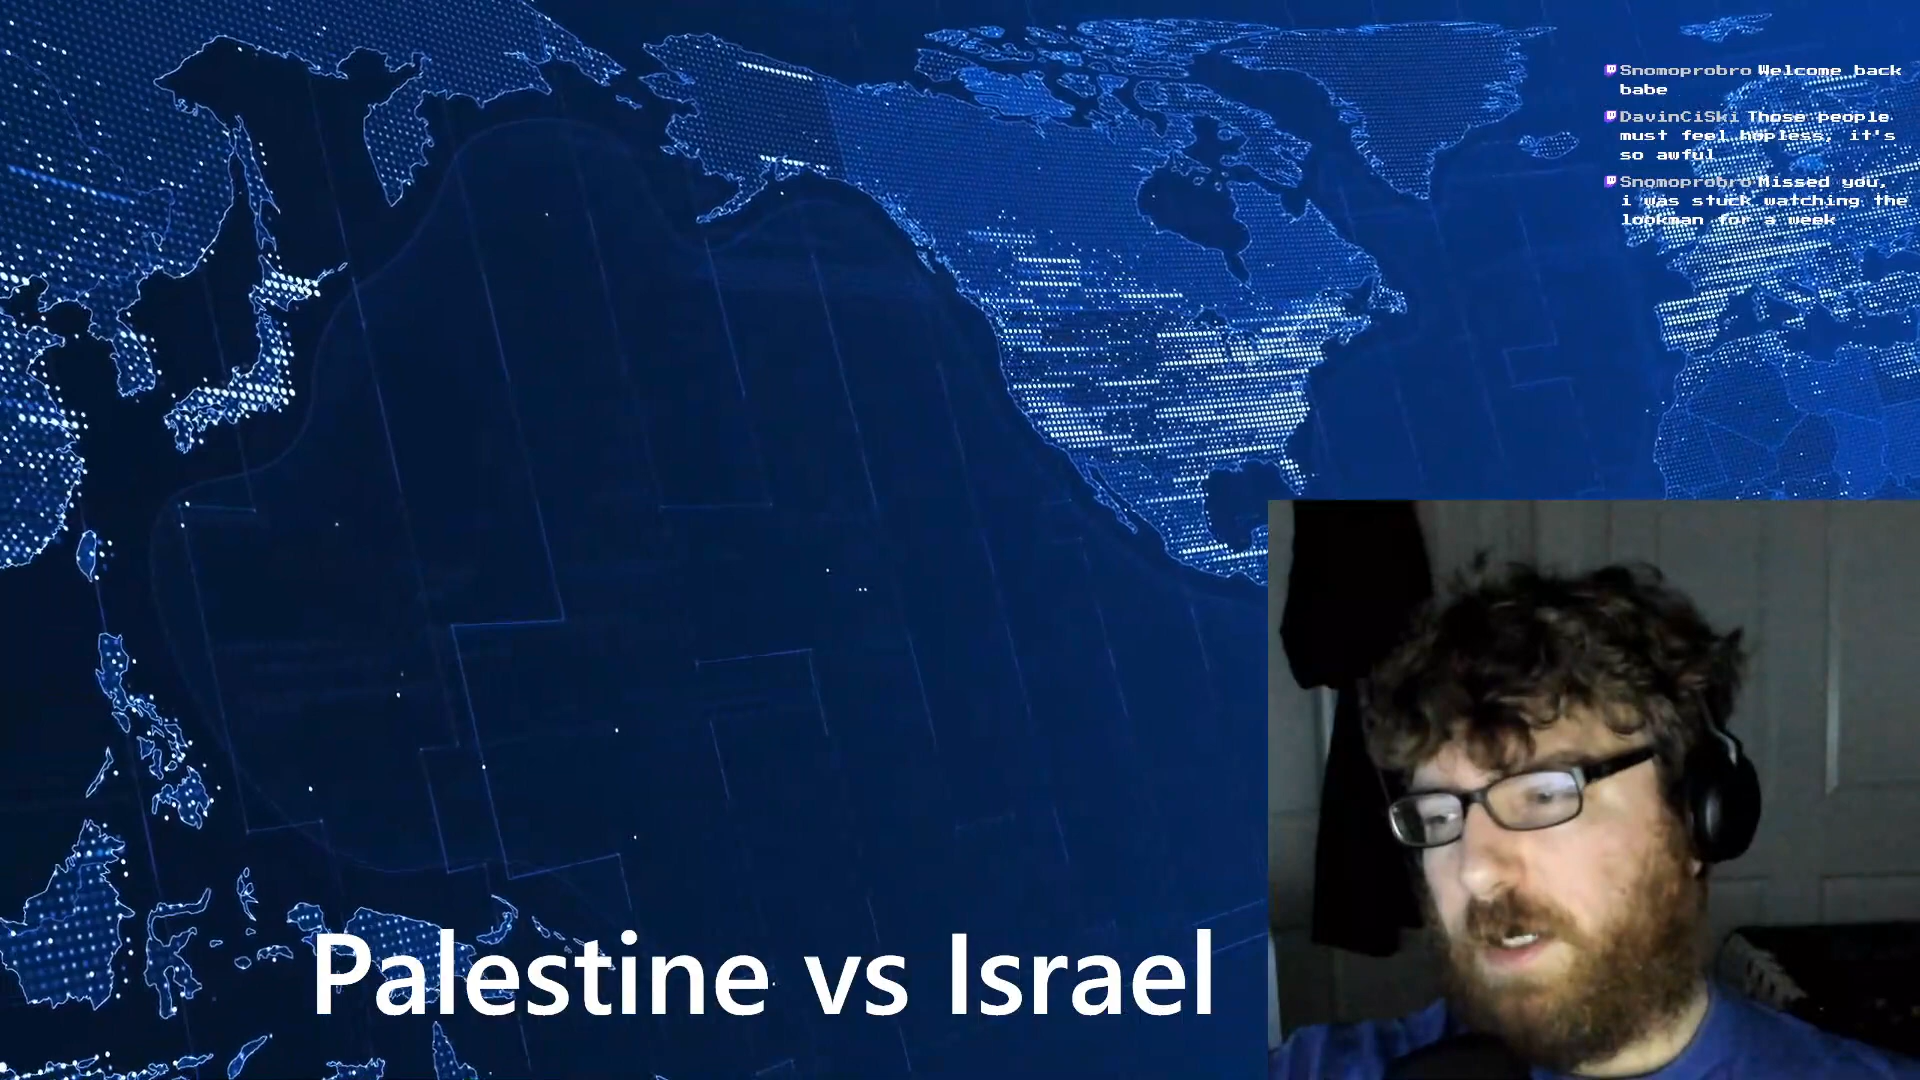 Snomoprobro Welcome back
babe
DavinCiSki Those people
must feel hopless, it's
so awful
Snomoprobro Missed you,
i was stuck watching the
lookman for a week
Palestine vs Israel